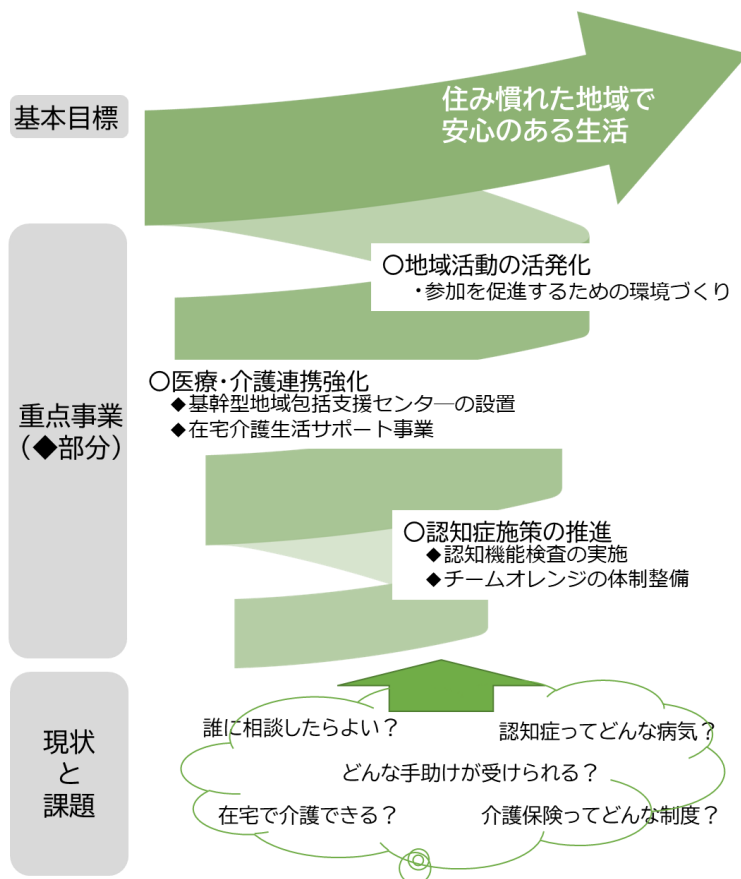 基本目標
住み慣れた地域で
安心のある生活
重点事業
（◆部分）
〇地域活動の活発化
・参加を促進するための環境づくり
〇医療・介護連携強化
◆基幹型地域包括支援センターの設置
◆在宅介護生活サポート事業
〇認知症施策の推進
◆認知機能検査の実施
◆チームオレンジの体制整備
現状
と
課題
誰に相談したらよい？
認知症ってどんな病気？
どんな手助けが受けられる？
在宅で介護できる？
介護保険ってどんな制度？